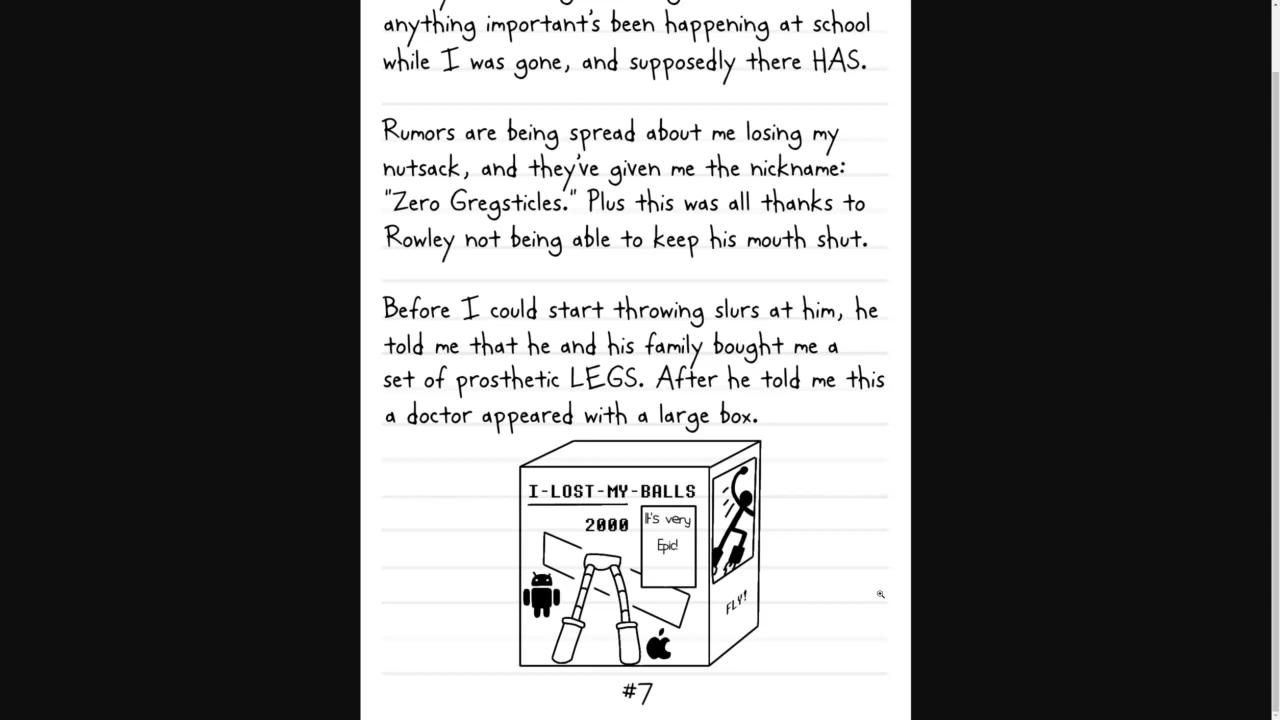 anything important's been happening at school
while I was gone, and supposedly there HAS.
Rumors are being spread about me losing my
nutsack, and they've given me the nickname:
"Zero Gregsticles." Plus this was all thanks to
Rowley not being able to keep his mouth shut.
Before I could start throwing slurs at him, he
told me that he and his family bought me a
set of prosthetic LEGS. After he told me this
a doctor appeared with a large box.
I-LOST-MY-BALLS
2000
It's very
Epic!
FLY!
#7